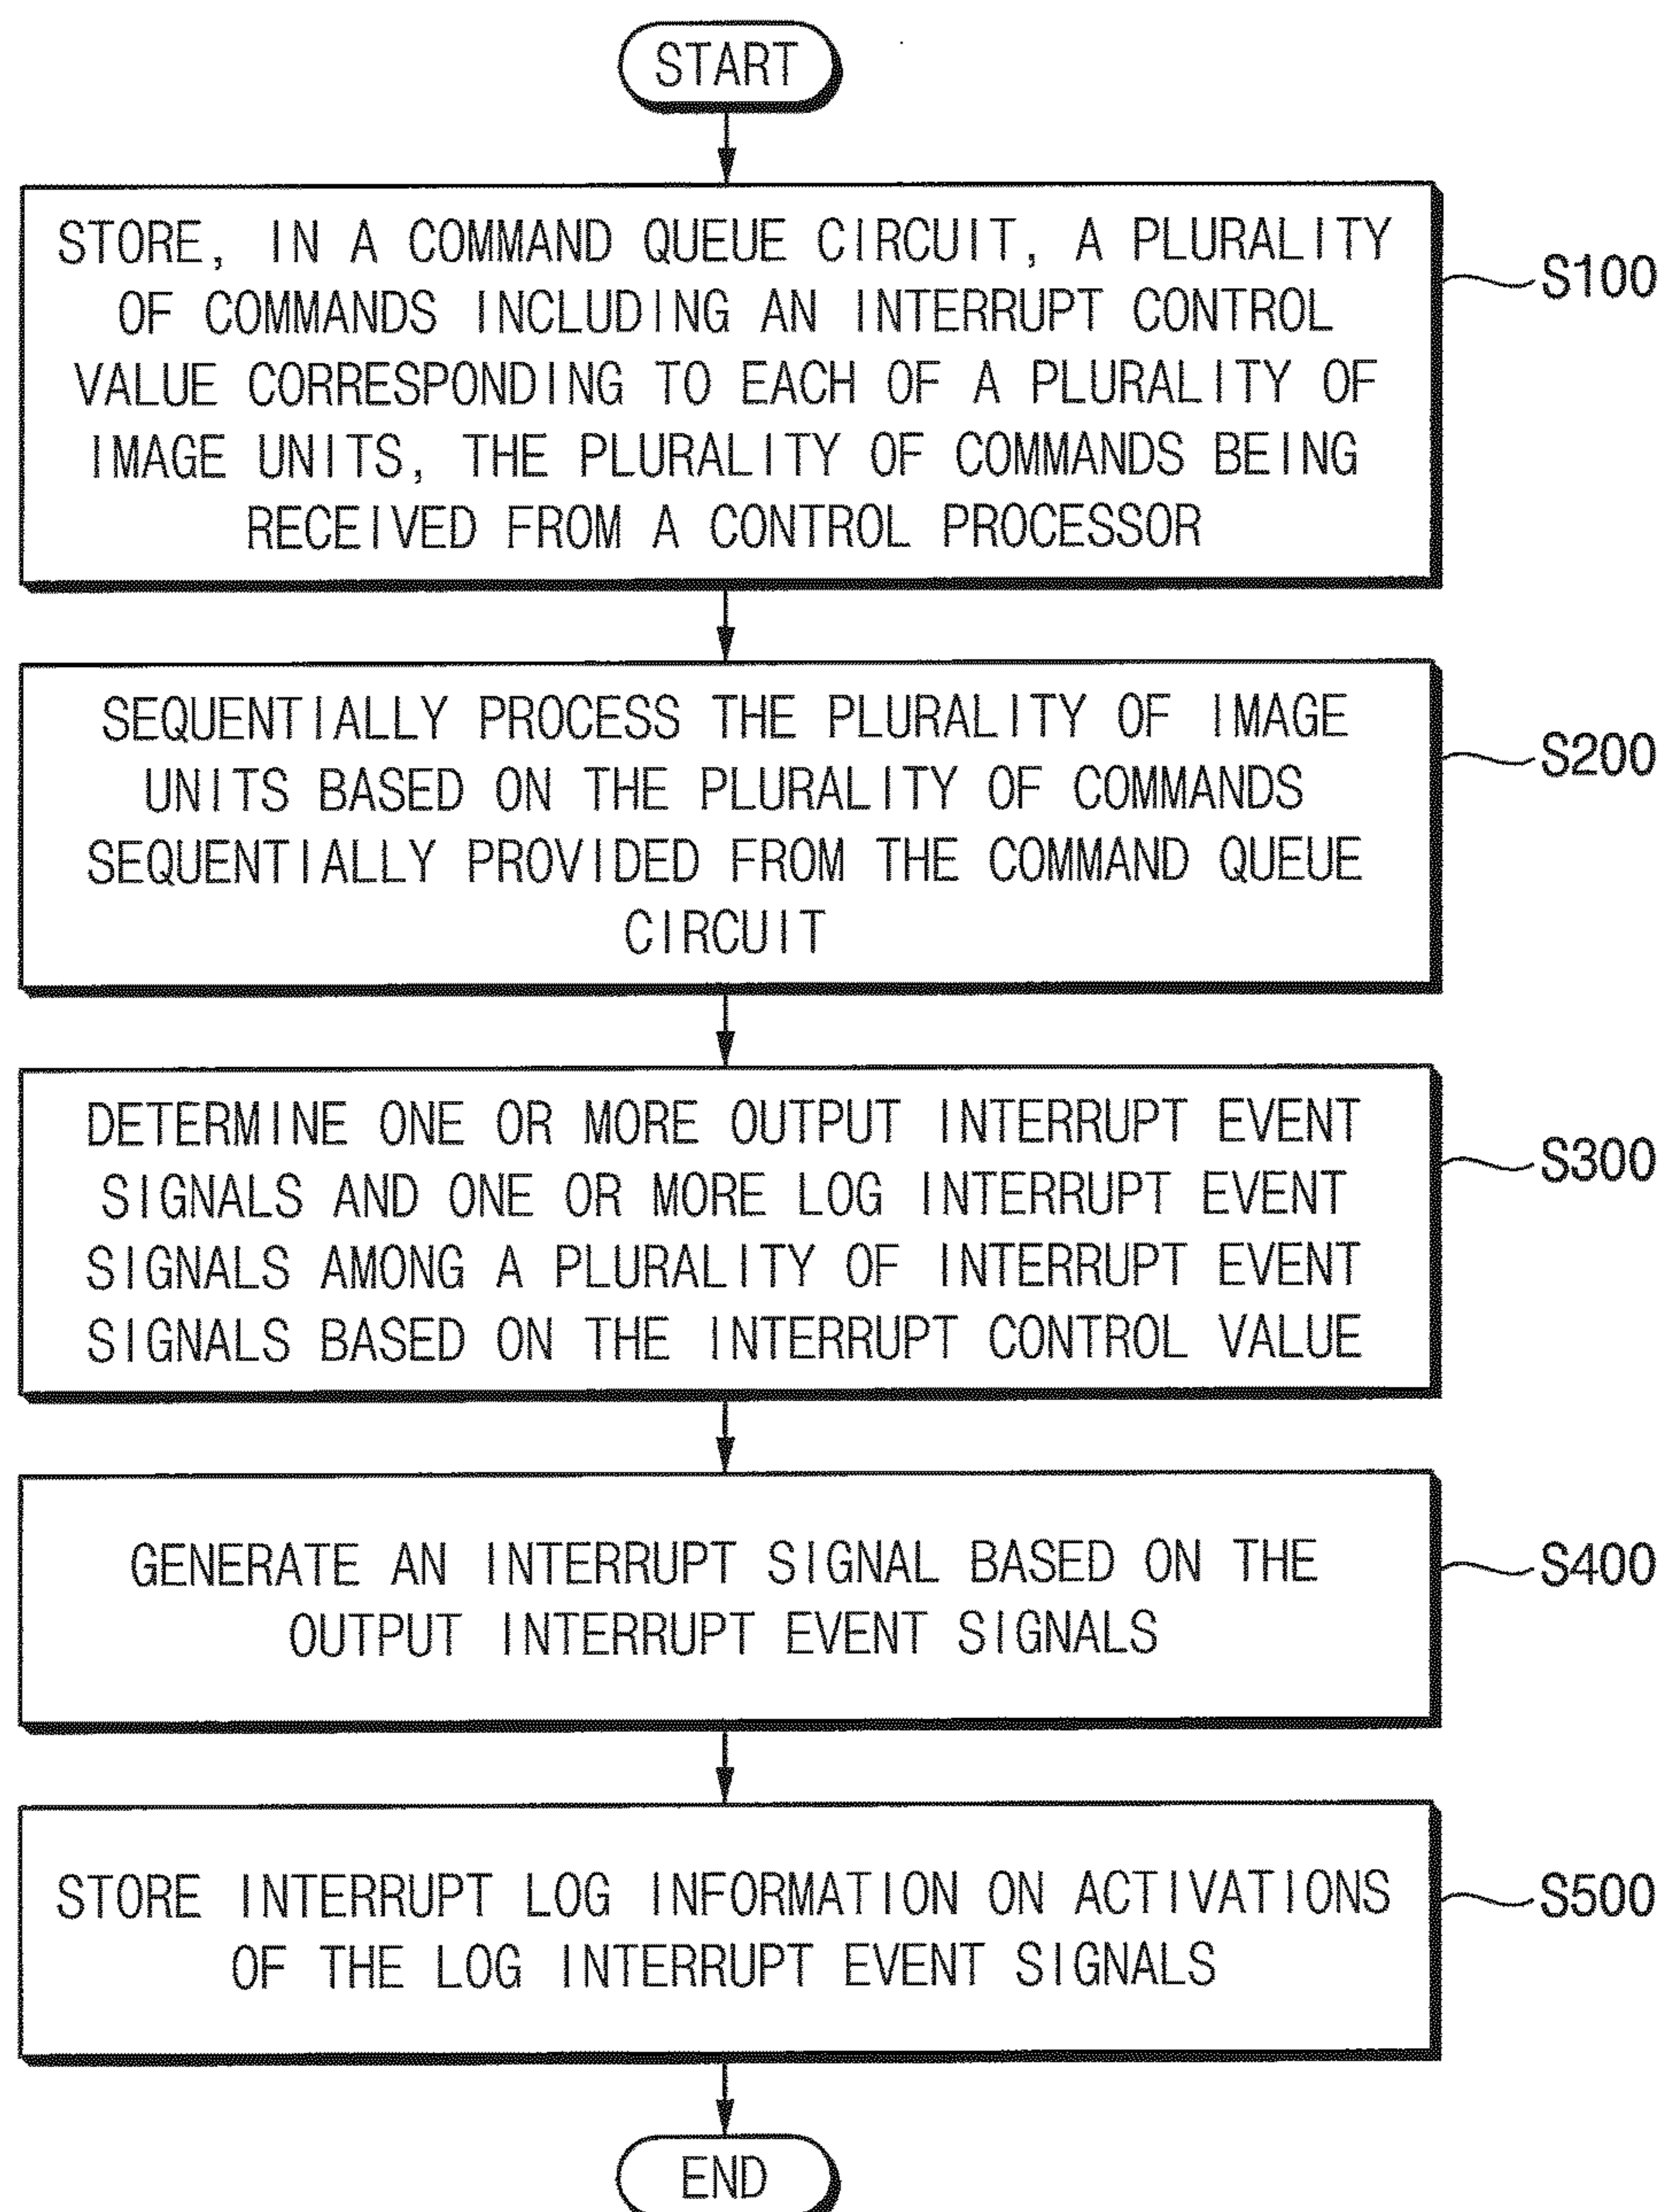 START
STORE, IN A COMMAND QUEUE CIRCUIT, A PLURALITY
OF COMMANDS INCLUDING AN INTERRUPT CONTROL
VALUE CORRESPONDING TO EACH OF A PLURALITY OF
IMAGE UNITS, THE PLURALITY OF COMMANDS BEING
RECEIVED FROM A CONTROL PROCESSOR
S100
SEQUENTIALLY PROCESS THE PLURALITY OF IMAGE
UNITS BASED ON THE PLURALITY OF COMMANDS
SEQUENTIALLY PROVIDED FROM THE COMMAND QUEUE
CIRCUIT
S200
DETERMINE ONE OR MORE OUTPUT INTERRUPT EVENT
SIGNALS AND ONE OR MORE LOG INTERRUPT EVENT
SIGNALS AMONG A PLURALITY OF INTERRUPT EVENT
SIGNALS BASED ON THE INTERRUPT CONTROL VALUE
S300
GENERATE AN INTERRUPT SIGNAL BASED ON THE
OUTPUT INTERRUPT EVENT SIGNALS
S400
STORE INTERRUPT LOG INFORMATION ON ACTIVATIONS
OF THE LOG INTERRUPT EVENT SIGNALS
S500
END